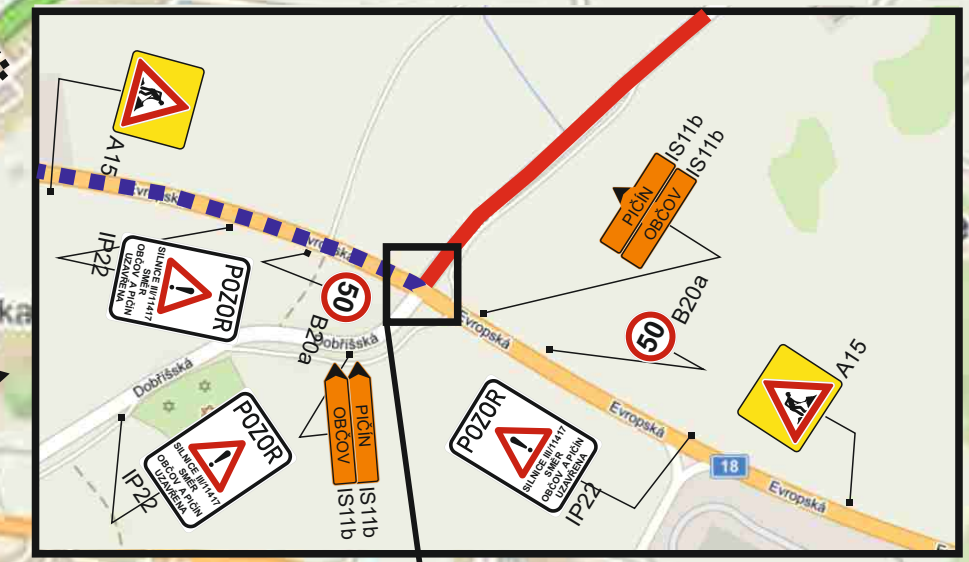 A15
Evropská
IP22
POZOR
SILNICE III/11417
SMĚR
OBČOV A PIČÍN
UZAVŘENA
Evropská
50
B20a
Dobříšská
Dobříšská
IS11b
IS11b
PIČÍN
OBČOV
Evropská
50
B20a
A15
POZOR
SILNICE III/11417
SMĚR
OBČOV A PIČÍN
UZAVŘENA
IP22
PIČÍN
OBČOV
IS11b
IS11b
POZOR
SILNICE III/11417
SMĚR
OBČOV A PIČÍN
UZAVŘENA
IP22
Evropská
18
Evropská
ka